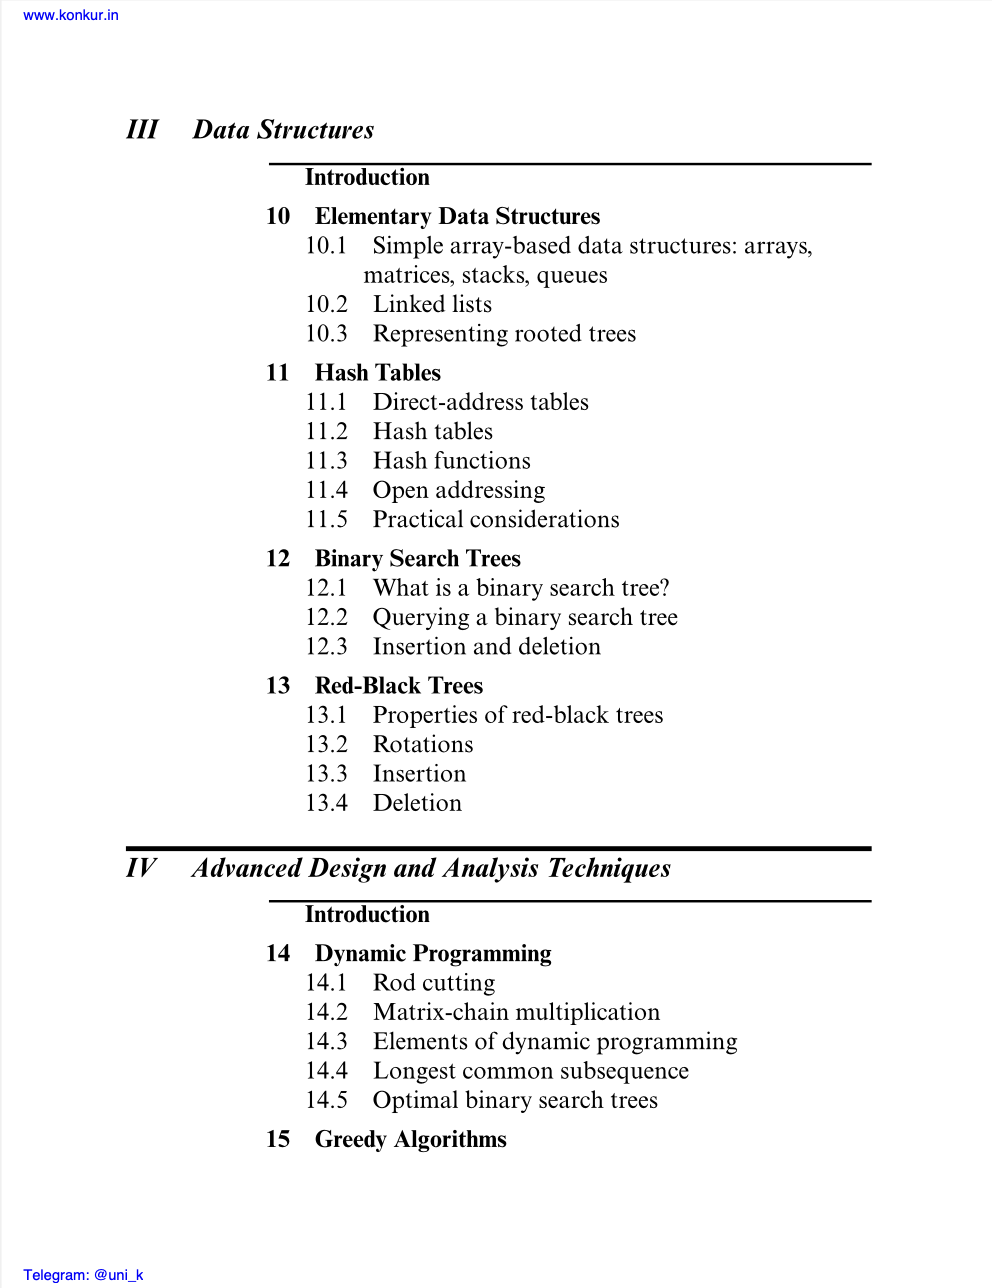 www.konkur.in
III Data Structures
Introduction
10 Elementary Data Structures
10.1 Simple array-based data structures: arrays,
matrices, stacks, queues
10.2 Linked lists
10.3 Representing rooted trees
11 Hash Tables
11.1 Direct-address tables
11.2 Hash tables
11.3 Hash functions
11.4 Open addressing
11.5 Practical considerations
12 Binary Search Trees
12.1 What is a binary search tree?
12.2 Querying a binary search tree
12.3 Insertion and deletion
13 Red-Black Trees
13.1 Properties of red-black trees
13.2 Rotations
13.3 Insertion
13.4 Deletion
IV Advanced Design and Analysis Techniques
Introduction
14 Dynamic Programming
14.1 Rod cutting
14.2 Matrix-chain multiplication
14.3 Elements of dynamic programming
14.4 Longest common subsequence
14.5 Optimal binary search trees
15 Greedy Algorithms
Telegram: @uni_k